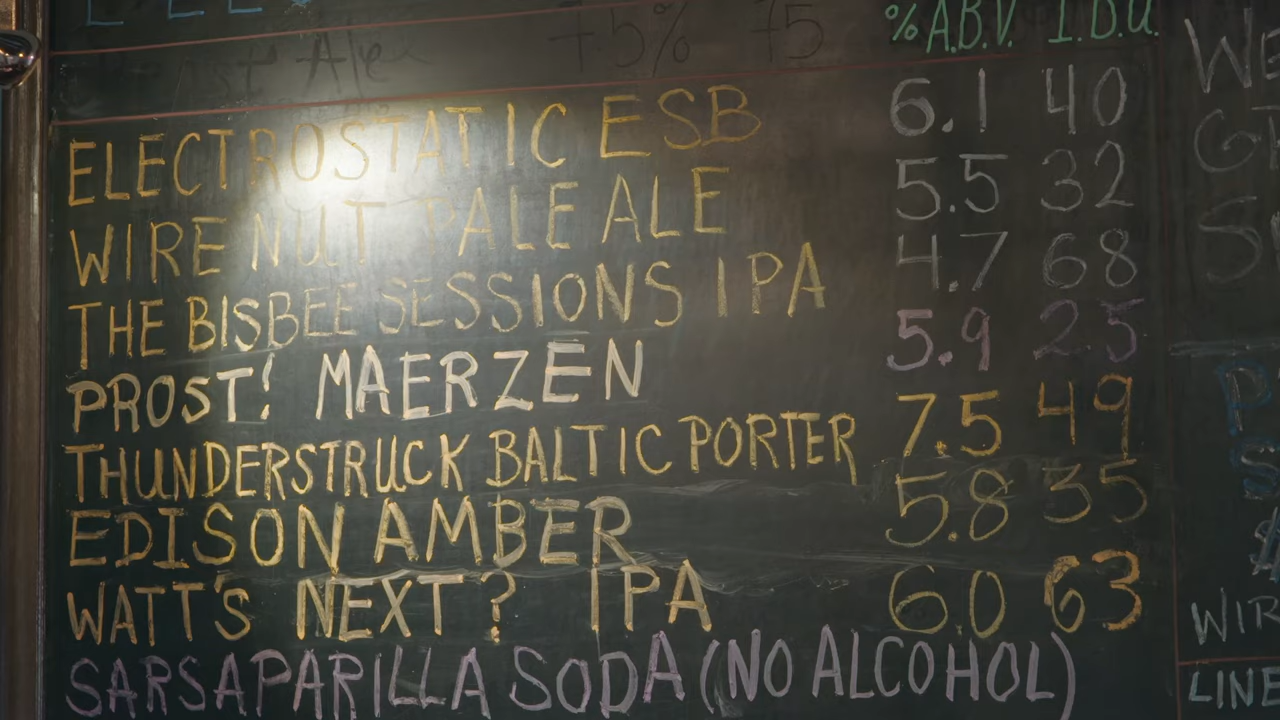 % A.B.V. I.B.U.
ELECTROSTATIC ESB 6.1 40
WIRE NUT PALE ALE 5.5 32
THE BISBEE SESSIONS IPA 4.7 68
PROST! MAERZEN 5.9 25
THUNDERSTRUCK BALTIC PORTER 7.5 49
EDISON AMBER 5.8 35
WATT'S NEXT? IPA 6.0 63
SARSAPARILLA SODA (NO ALCOHOL)